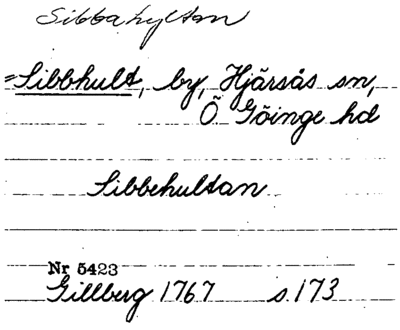 Sibbahyltan
=Sibbhult, by, Hjärsås sn,
Ö Göinge hd
Sibbehultan
Nr 5423
Gillberg 1767 s. 173